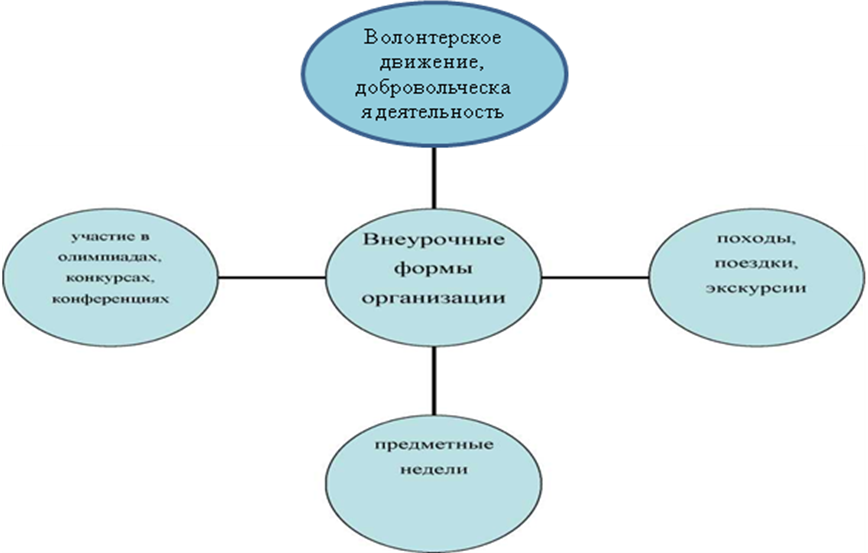 Волонтерское
движение,
добровольческа
я деятельность
участие в
олимпиадах,
конкурсах,
конференциях
Внеурочные
формы
организации
походы,
поездки,
экскурсии
предметные
недели